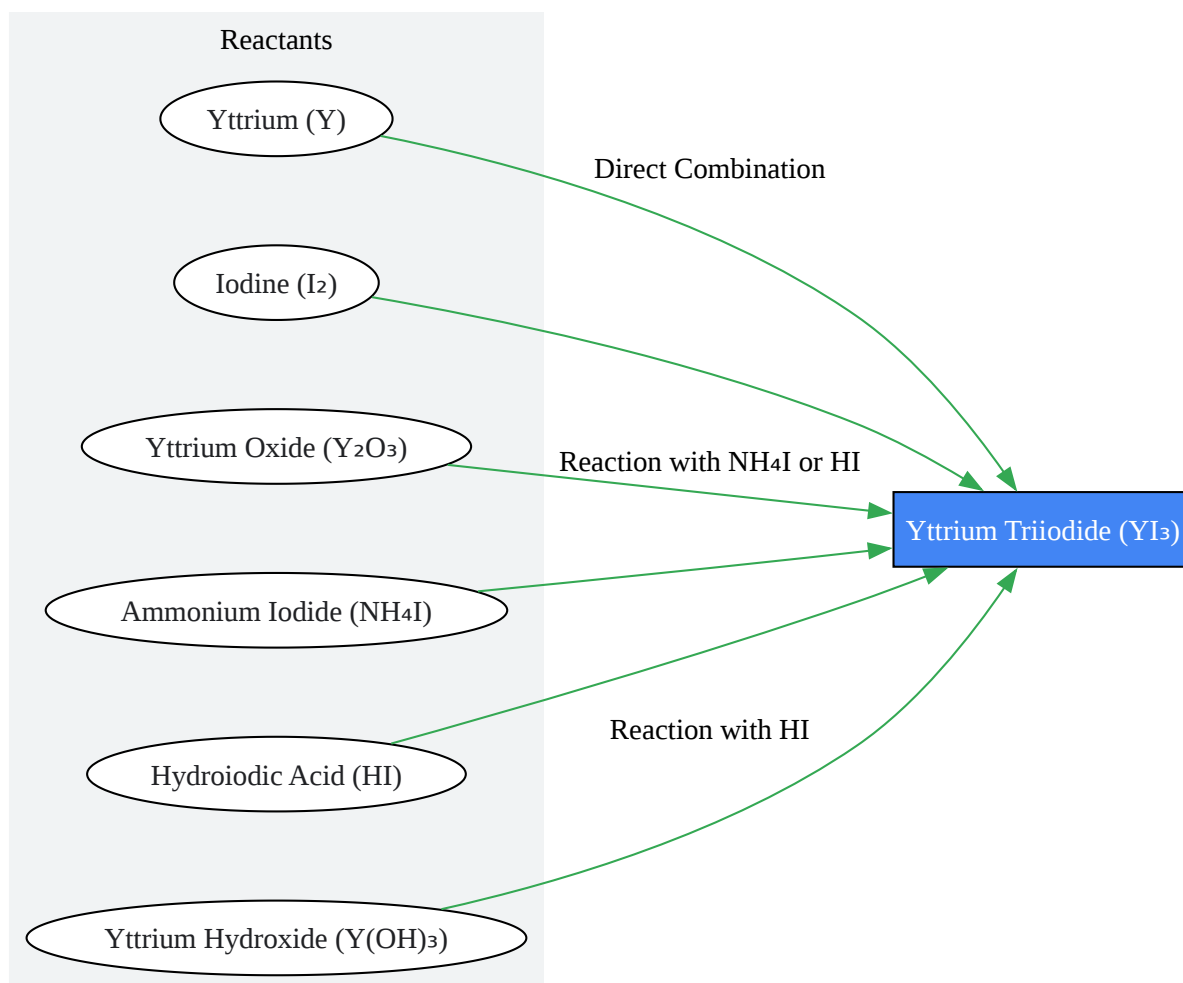 Reactants
Yttrium (Y)
Direct Combination
Iodine (I₂)
Yttrium Oxide (Y₂O₃)
Reaction with NH₄I or HI
Yttrium Triiodide (YI₃)
Ammonium Iodide (NH₄I)
Reaction with HI
Hydroiodic Acid (HI)
Yttrium Hydroxide (Y(OH)₃)